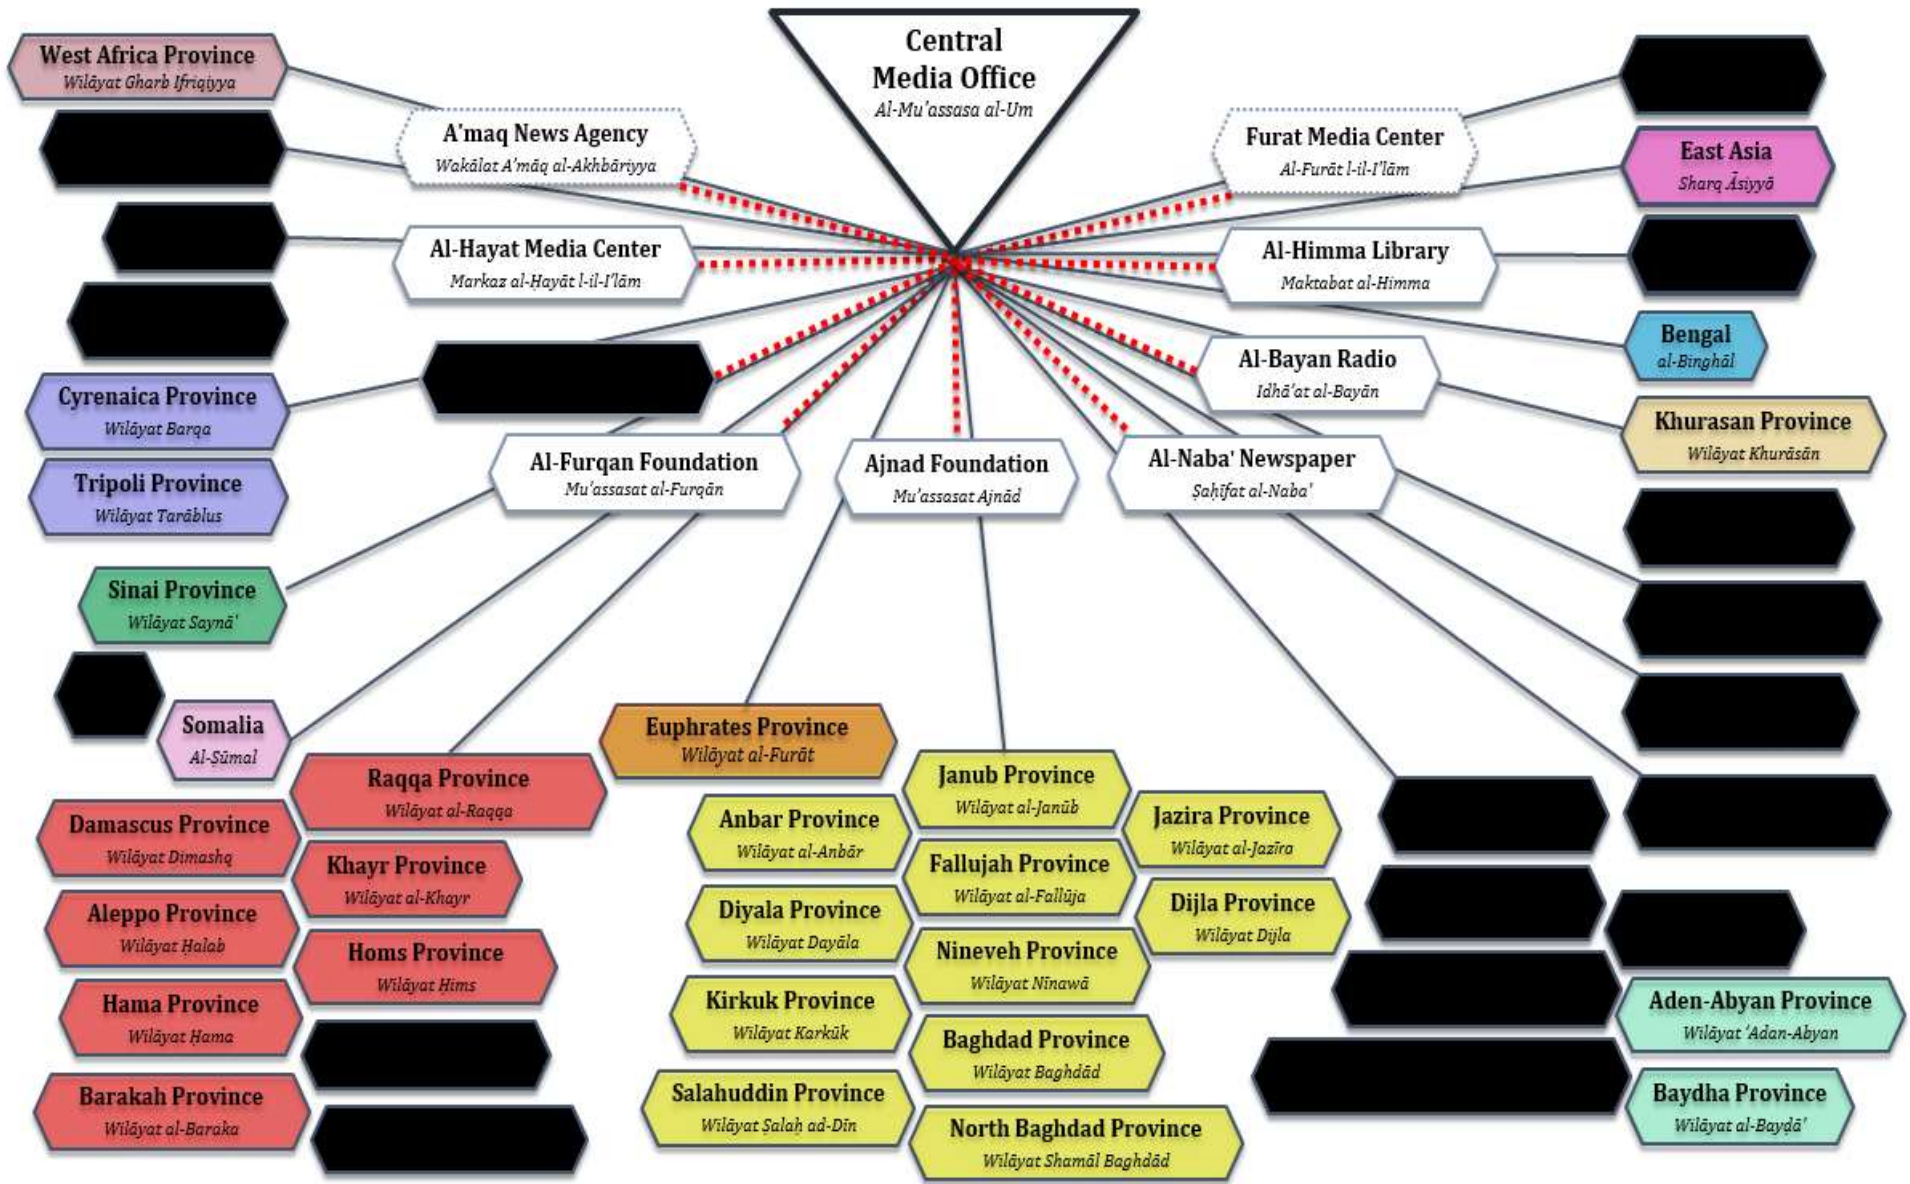 Central
Media Office
Al-Mu'assasa al-Um
West Africa Province
Wilāyat Gharb Ifriqiyya
A'maq News Agency
Wakālat A'māq al-Akhbāriyya
Furat Media Center
Al-Furāt l-il-I'lām
East Asia
Sharq Āsiyyā
Al-Hayat Media Center
Markaz al-Ḥayāt l-il-I'lām
Al-Himma Library
Maktabat al-Himma
Bengal
al-Binghāl
Al-Bayan Radio
Idhā'at al-Bayān
Cyrenaica Province
Wilāyat Barqa
Khurasan Province
Wilāyat Khurāsān
Tripoli Province
Wilāyat Tarāblus
Al-Furqan Foundation
Mu'assasat al-Furqān
Ajnad Foundation
Mu'assasat Ajnād
Al-Naba' Newspaper
Ṣaḥīfat al-Naba'
Sinai Province
Wilāyat Saynā'
Somalia
Al-Ṣūmal
Euphrates Province
Wilāyat al-Furāt
Raqqa Province
Wilāyat al-Raqqa
Damascus Province
Wilāyat Dimashq
Khayr Province
Wilāyat al-Khayr
Aleppo Province
Wilāyat Ḥalab
Homs Province
Wilāyat Ḥims
Hama Province
Wilāyat Ḥama
Barakah Province
Wilāyat al-Baraka
Janub Province
Wilāyat al-Janūb
Anbar Province
Wilāyat al-Anbār
Jazira Province
Wilāyat al-Jazīra
Fallujah Province
Wilāyat al-Fallūja
Diyala Province
Wilāyat Dayāla
Dijla Province
Wilāyat Dijla
Nineveh Province
Wilāyat Nīnawā
Kirkuk Province
Wilāyat Karkūk
Baghdad Province
Wilāyat Baghdād
Salahuddin Province
Wilāyat Ṣalaḥ ad-Dīn
North Baghdad Province
Wilāyat Shamāl Baghdād
Aden-Abyan Province
Wilāyat 'Adan-Abyan
Baydha Province
Wilāyat al-Bayḍā'